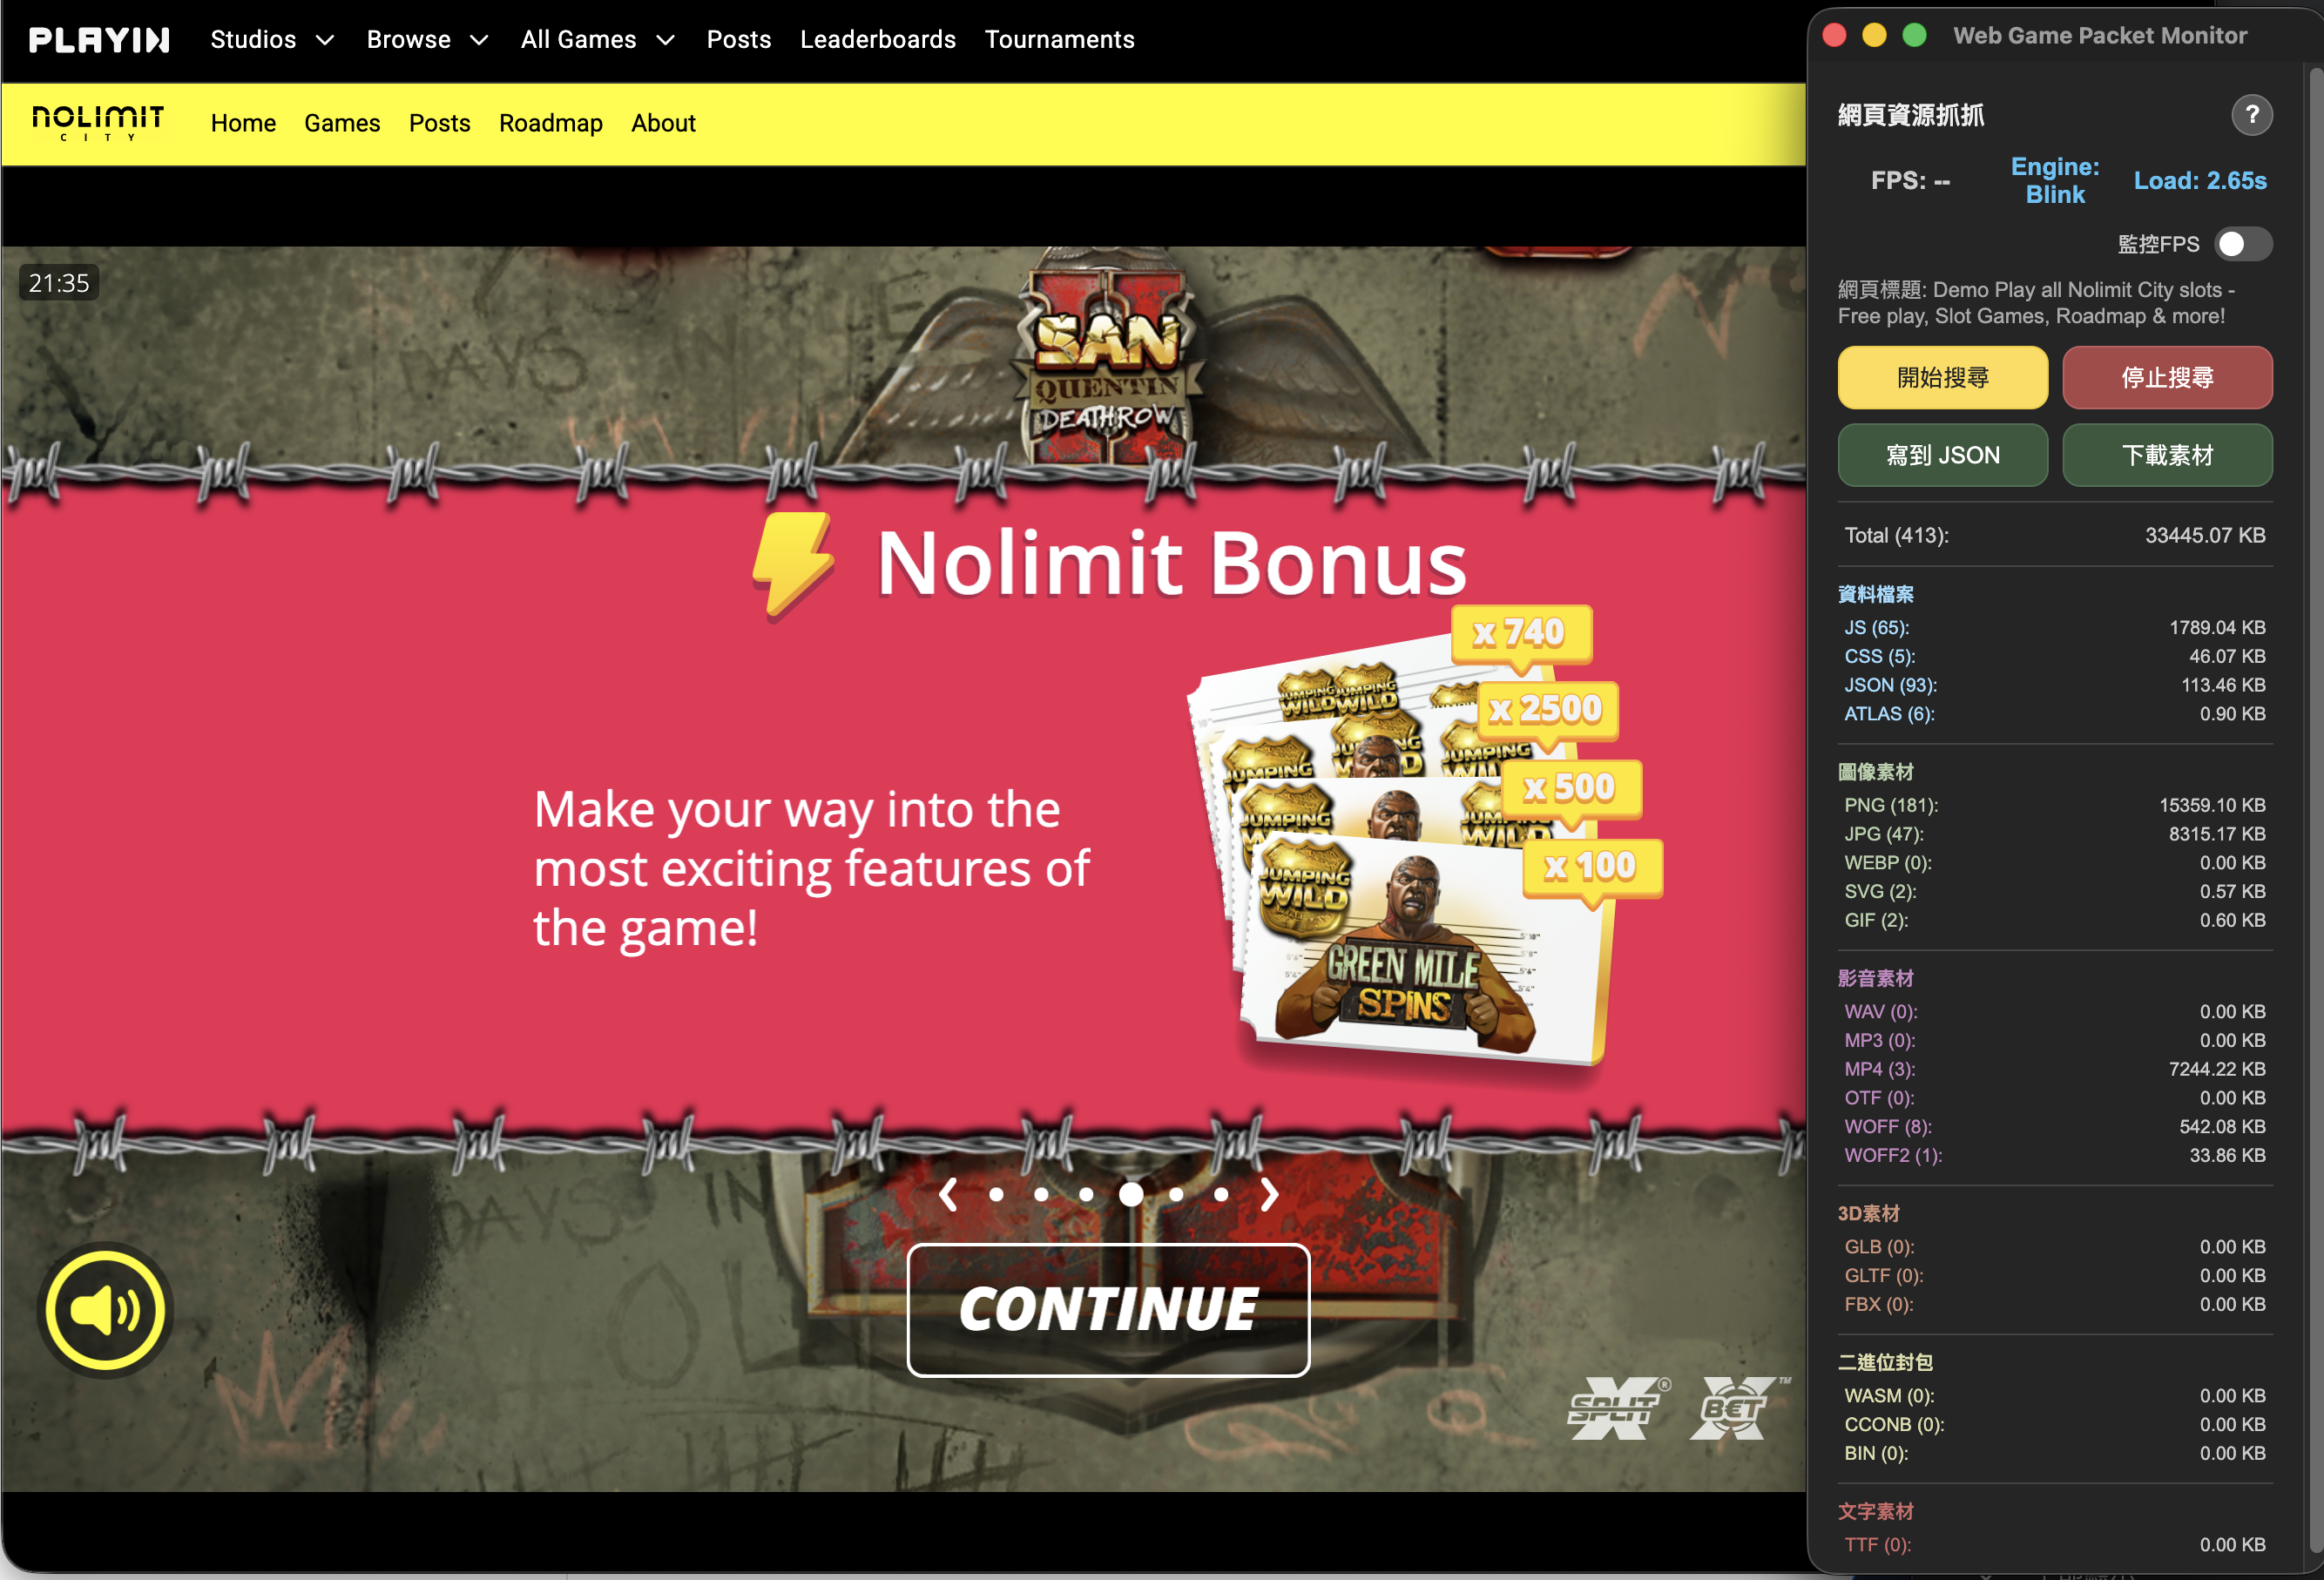 PLAYIN Studios Browse All Games Posts Leaderboards Tournaments
NOLIMIT
CITY
Home Games Posts Roadmap About
21:35
SAN
QUENTIN
DEATHROW
Nolimit Bonus
Make your way into the
most exciting features of
the game!
x 740
x 2500
x 500
x 100
JUMPING
WILD
JUMPING
WILD
JUMPING
JUMPING
JUMPING
WILD
JUMPING
WILD
GREEN MILE
SPINS
CONTINUE
SPLIT ®
BET ™
Web Game Packet Monitor
網頁資源抓抓
?
FPS: --
Engine:
Blink
Load: 2.65s
監控FPS
網頁標題: Demo Play all Nolimit City slots -
Free play, Slot Games, Roadmap & more!
開始搜尋 停止搜尋
寫到 JSON 下載素材
Total (413): 33445.07 KB
資料檔案
JS (65): 1789.04 KB
CSS (5): 46.07 KB
JSON (93): 113.46 KB
ATLAS (6): 0.90 KB
圖像素材
PNG (181): 15359.10 KB
JPG (47): 8315.17 KB
WEBP (0): 0.00 KB
SVG (2): 0.57 KB
GIF (2): 0.60 KB
影音素材
WAV (0): 0.00 KB
MP3 (0): 0.00 KB
MP4 (3): 7244.22 KB
OTF (0): 0.00 KB
WOFF (8): 542.08 KB
WOFF2 (1): 33.86 KB
3D素材
GLB (0): 0.00 KB
GLTF (0): 0.00 KB
FBX (0): 0.00 KB
二進位封包
WASM (0): 0.00 KB
CCONB (0): 0.00 KB
BIN (0): 0.00 KB
文字素材
TTF (0): 0.00 KB